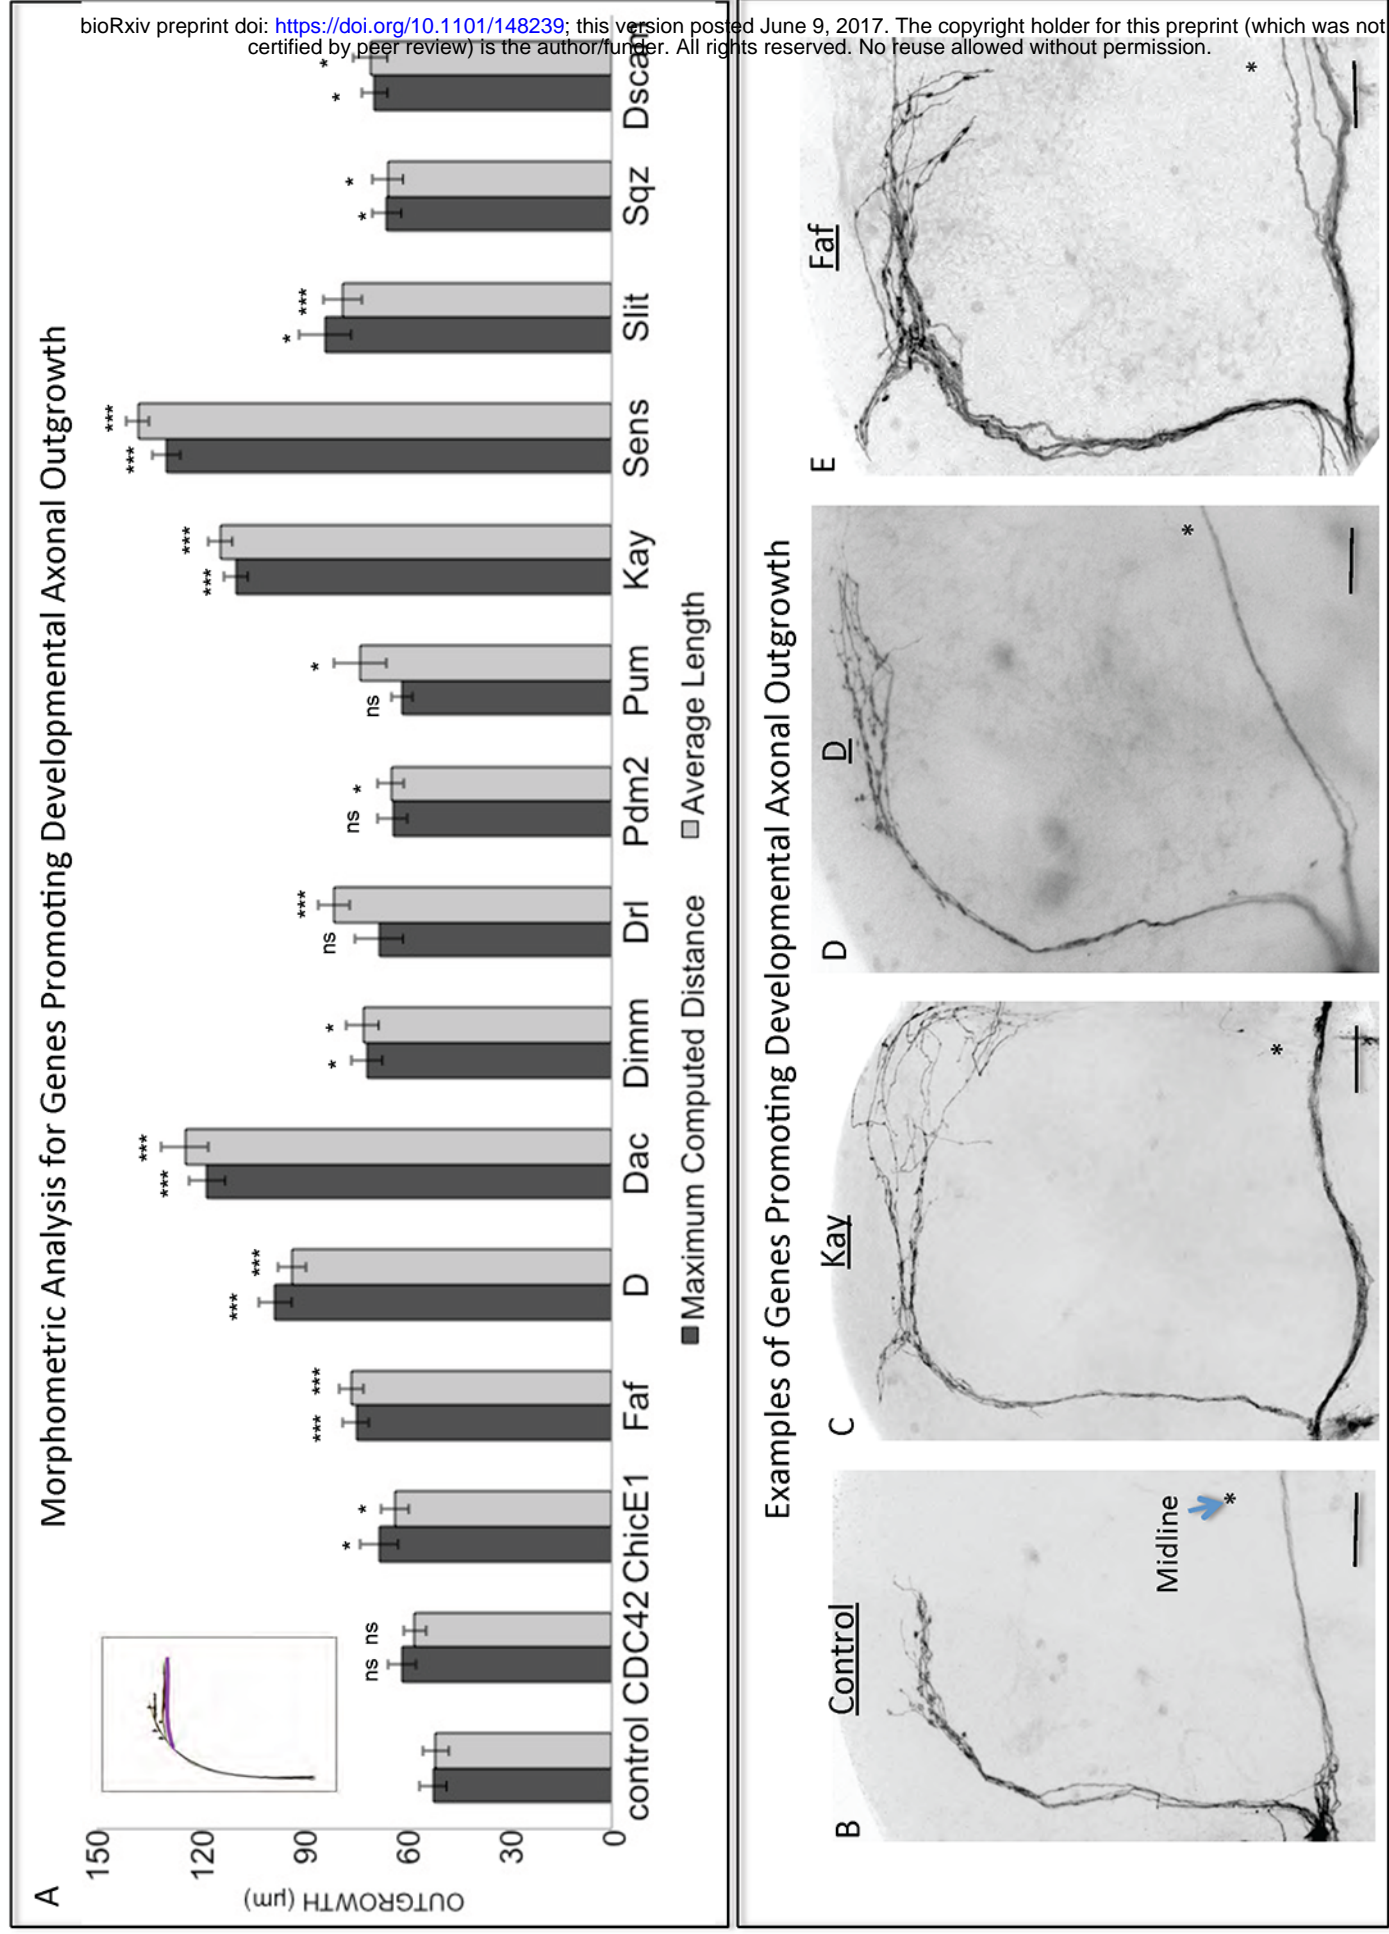 bioRxiv preprint doi: https://doi.org/10.1101/148239; this version posted June 9, 2017. The copyright holder for this preprint (which was not
certified by peer review) is the author/funder. All rights reserved. No reuse allowed without permission.
A
Morphometric Analysis for Genes Promoting Developmental Axonal Outgrowth
OUTGROWTH (µm)
150
120
90
60
30
0
ns ns * * *** *** *** *** *** *** * * ns *** ns * ns * *** *** *** *** * *** * * * *
control CDC42 ChicE1 Faf D Dac Dimm Drl Pdm2 Pum Kay Sens Slit Sqz Dscam
Maximum Computed Distance Average Length
Examples of Genes Promoting Developmental Axonal Outgrowth
B Control
Midline
*
C Kay
*
D D
*
E Faf
*